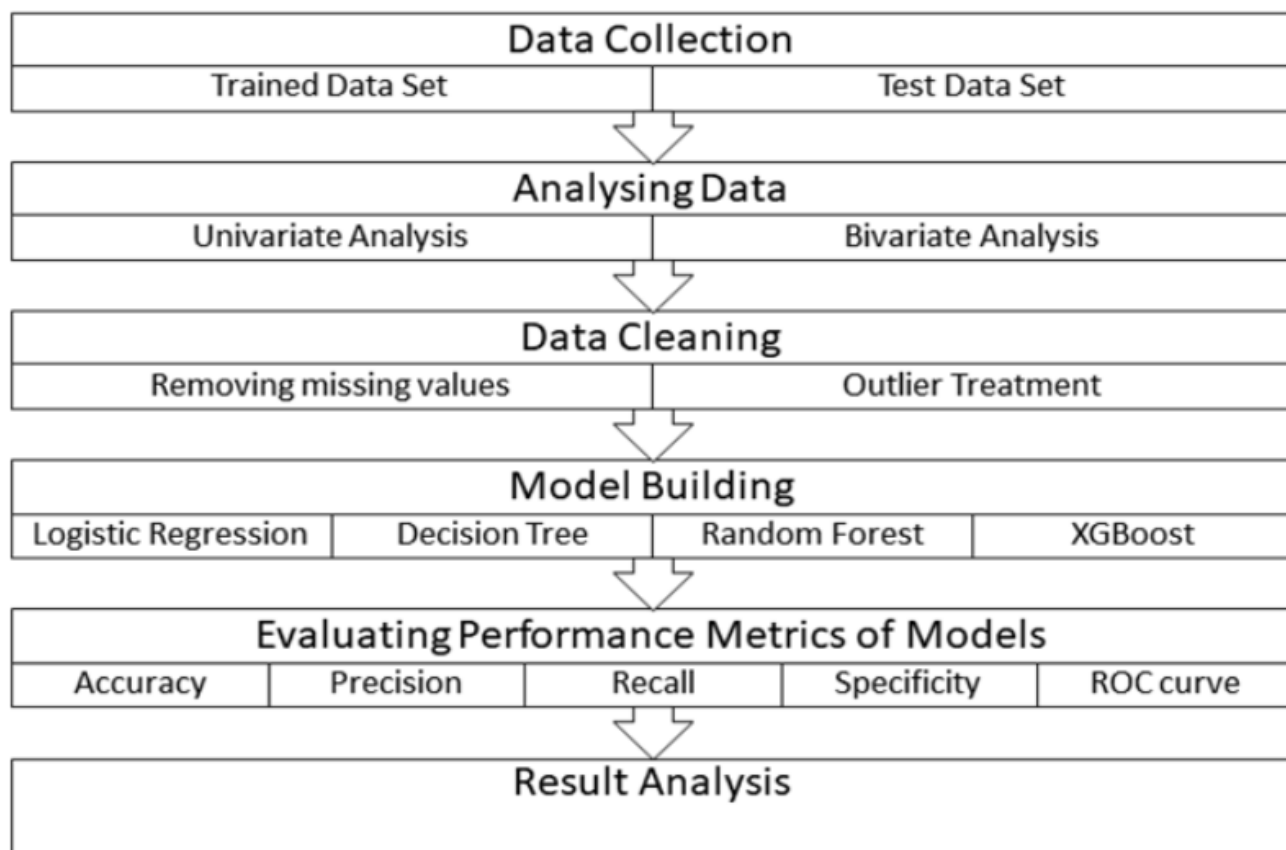 Data Collection
Trained Data Set Test Data Set
Analysing Data
Univariate Analysis Bivariate Analysis
Data Cleaning
Removing missing values Outlier Treatment
Model Building
Logistic Regression Decision Tree Random Forest XGBoost
Evaluating Performance Metrics of Models
Accuracy Precision Recall Specificity ROC curve
Result Analysis